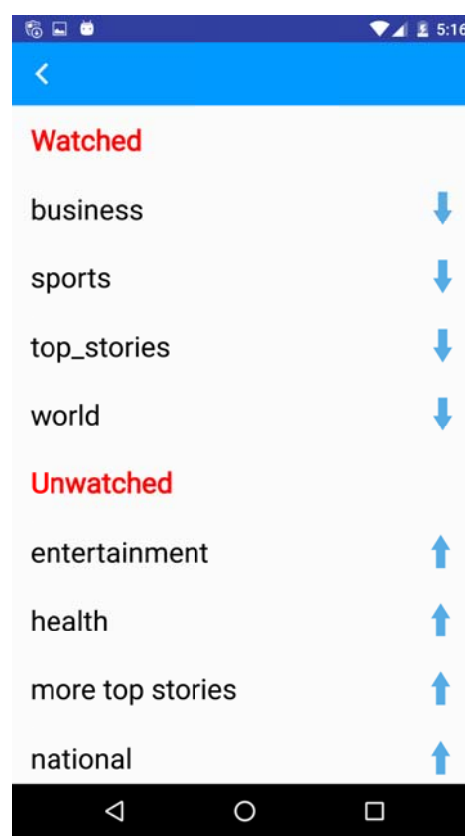 5:16
Watched
business
sports
top_stories
world
Unwatched
entertainment
health
more top stories
national